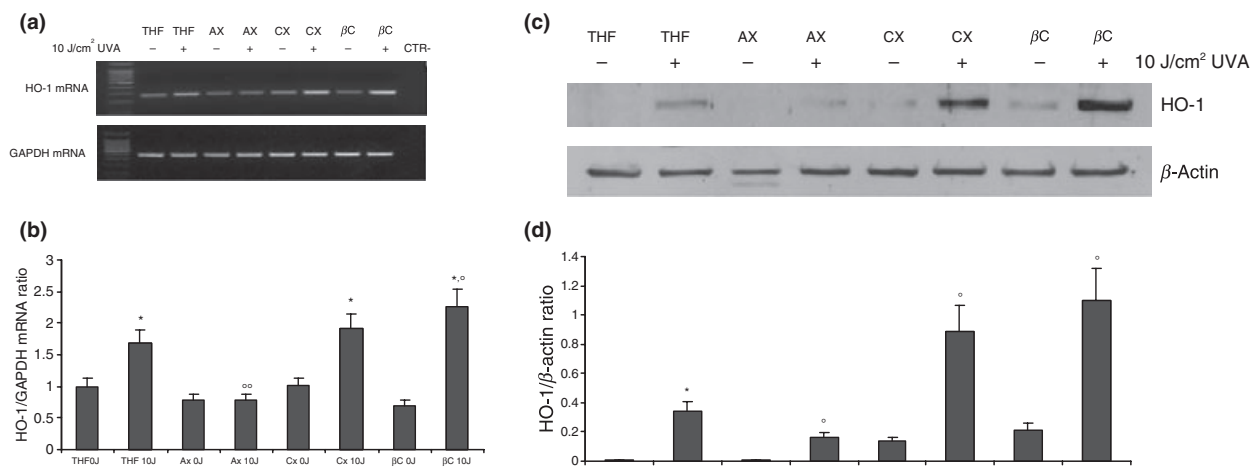 (a)
THF THF AX AX CX CX βC βC
10 J/cm² UVA – + – + – + – + CTR-
HO-1 mRNA
GAPDH mRNA
(b)
HO-1/GAPDH mRNA ratio
3
2.5
2
1.5
1
0.5
0
* °° * *,°
THF0J THF 10J Ax 0J Ax 10J Cx 0J Cx 10J βC 0J βC 10J
(c)
THF THF AX AX CX CX βC βC
– + – + – + – + 10 J/cm² UVA
HO-1
β-Actin
(d)
HO-1/β-actin ratio
1.4
1.2
1
0.8
0.6
0.4
0.2
0
* ° ° °